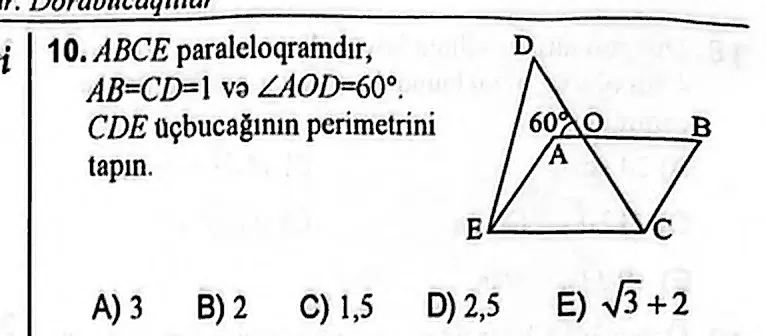 10. ABCE paraleloqramdır,
AB=CD=1 və ∠AOD=60°.
CDE üçbucağının perimetrini
tapın.
D
60° O B
A
E C
A) 3 B) 2 C) 1,5 D) 2,5 E) √3+2